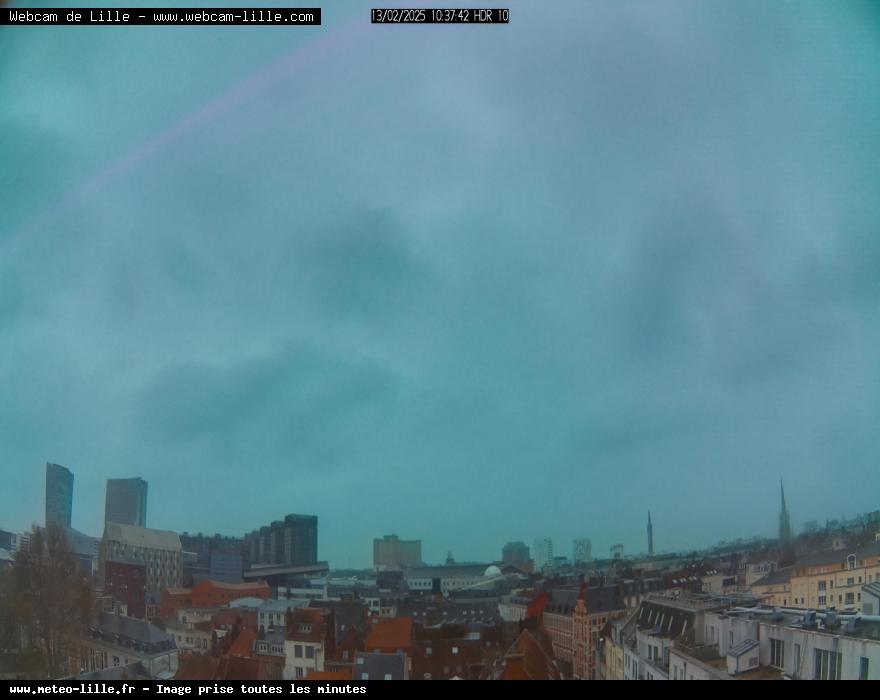 Webcam de Lille - www.webcam-lille.com
13/02/2025 10:37:42 HDR 10
www.meteo-lille.fr - Image prise toutes les minutes